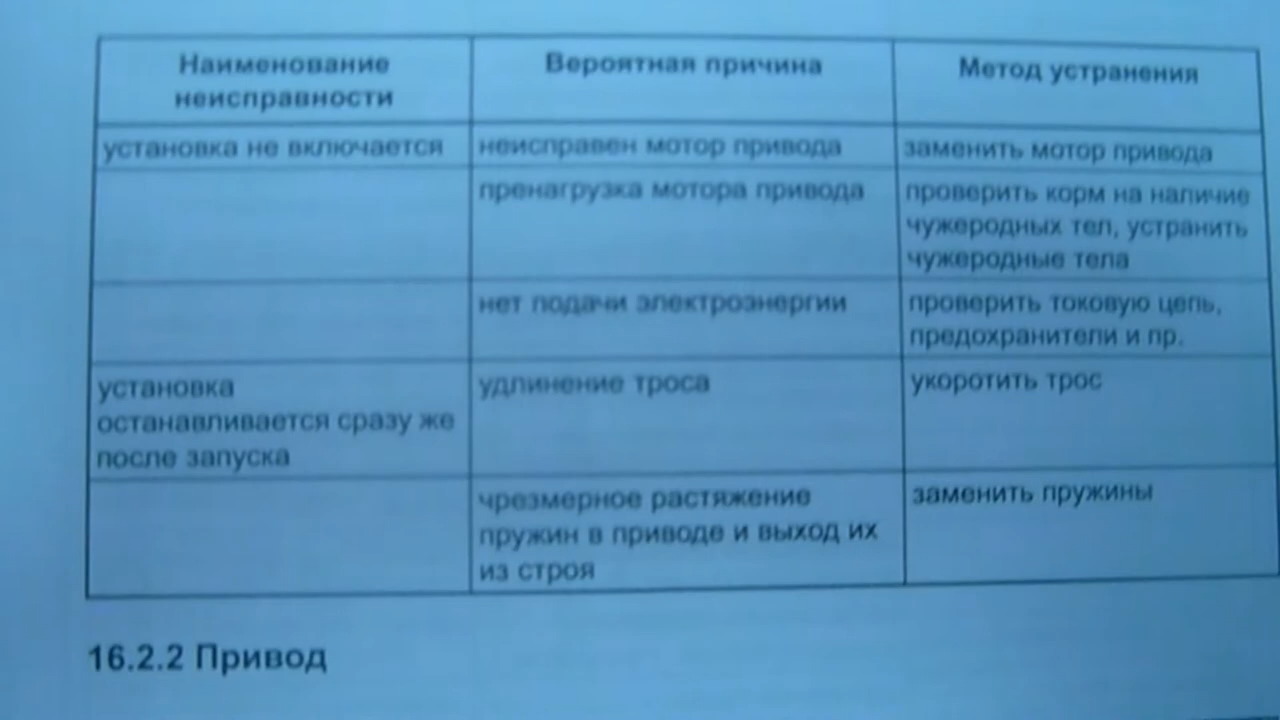 Наименование
неисправности
Вероятная причина
Метод устранения
установка не включается
неисправен мотор привода
заменить мотор привода
пренагрузка мотора привода
проверить корм на наличие
чужеродных тел, устранить
чужеродные тела
нет подачи электроэнергии
проверить токовую цепь,
предохранители и пр.
установка
останавливается сразу же
после запуска
удлинение троса
укоротить трос
чрезмерное растяжение
пружин в приводе и выход их
из строя
заменить пружины
16.2.2 Привод